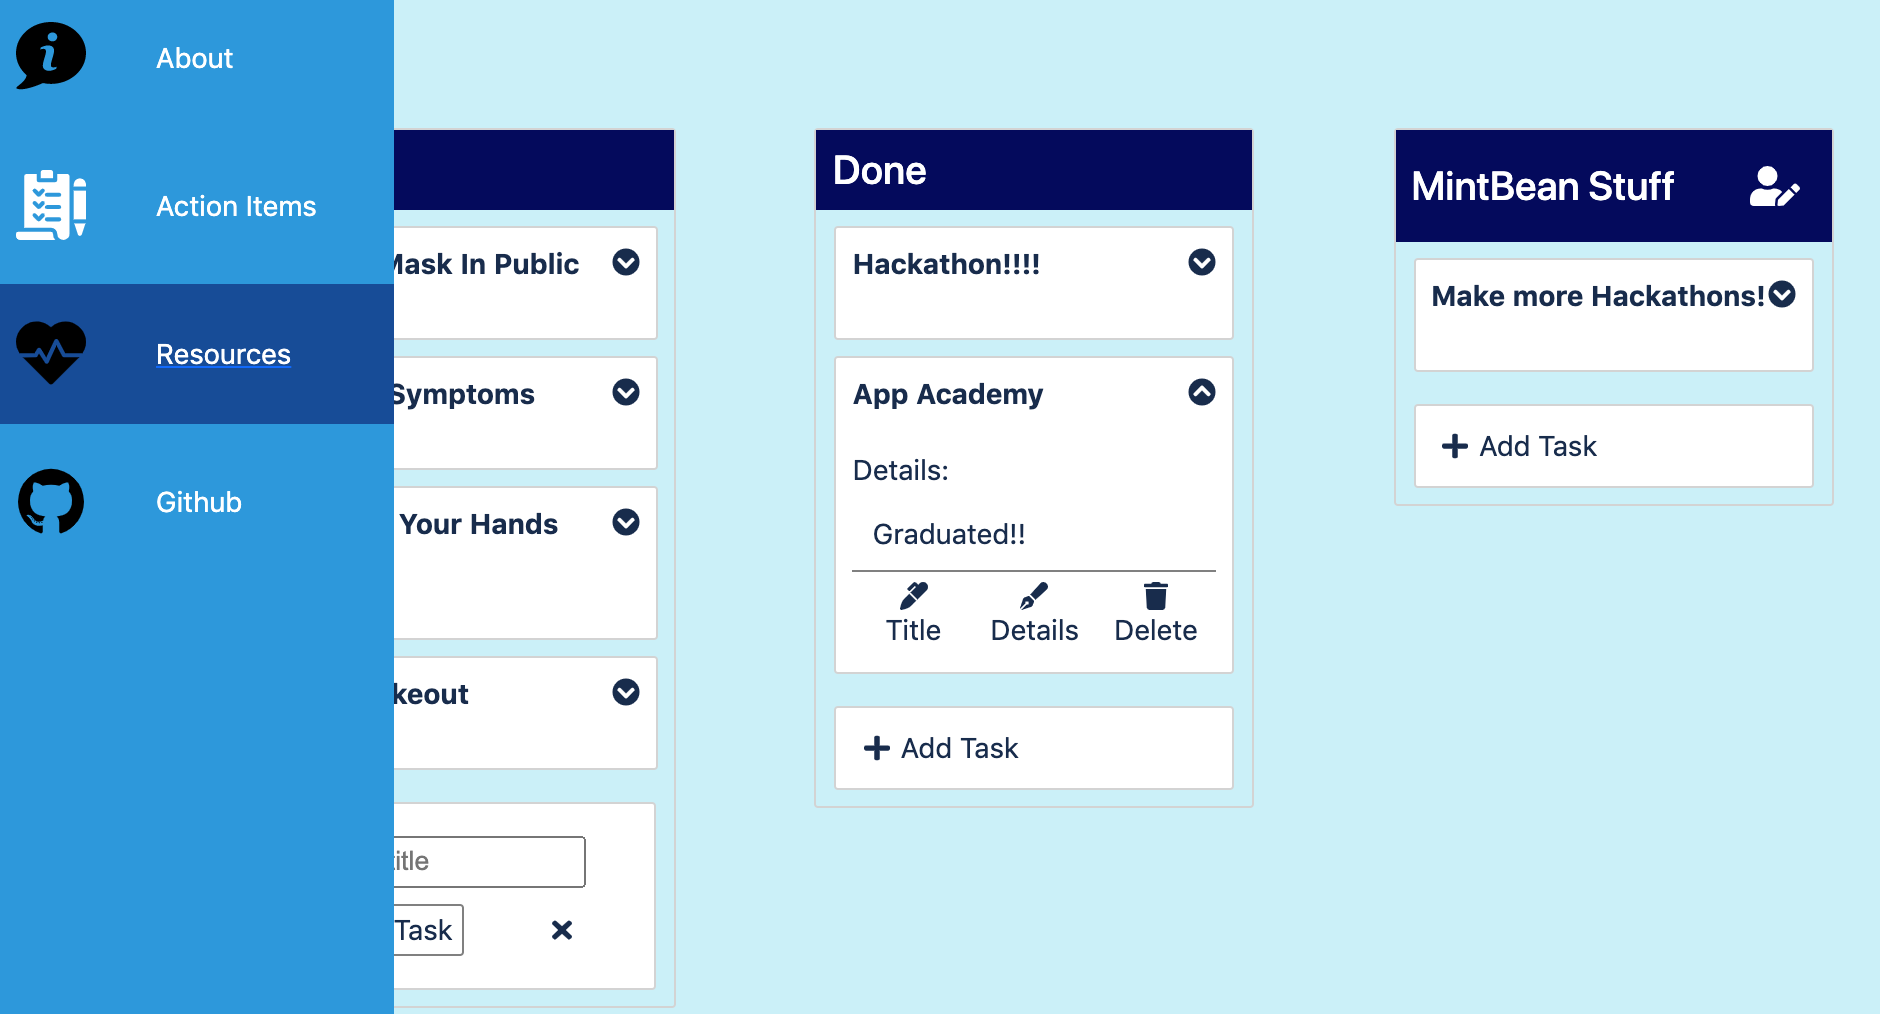 About
Action Items
Resources
Github
Mask In Public
Symptoms
Your Hands
keout
title
Task
Done
Hackathon!!!!
App Academy
Details:
Graduated!!
Title Details Delete
Add Task
MintBean Stuff
Make more Hackathons!
Add Task